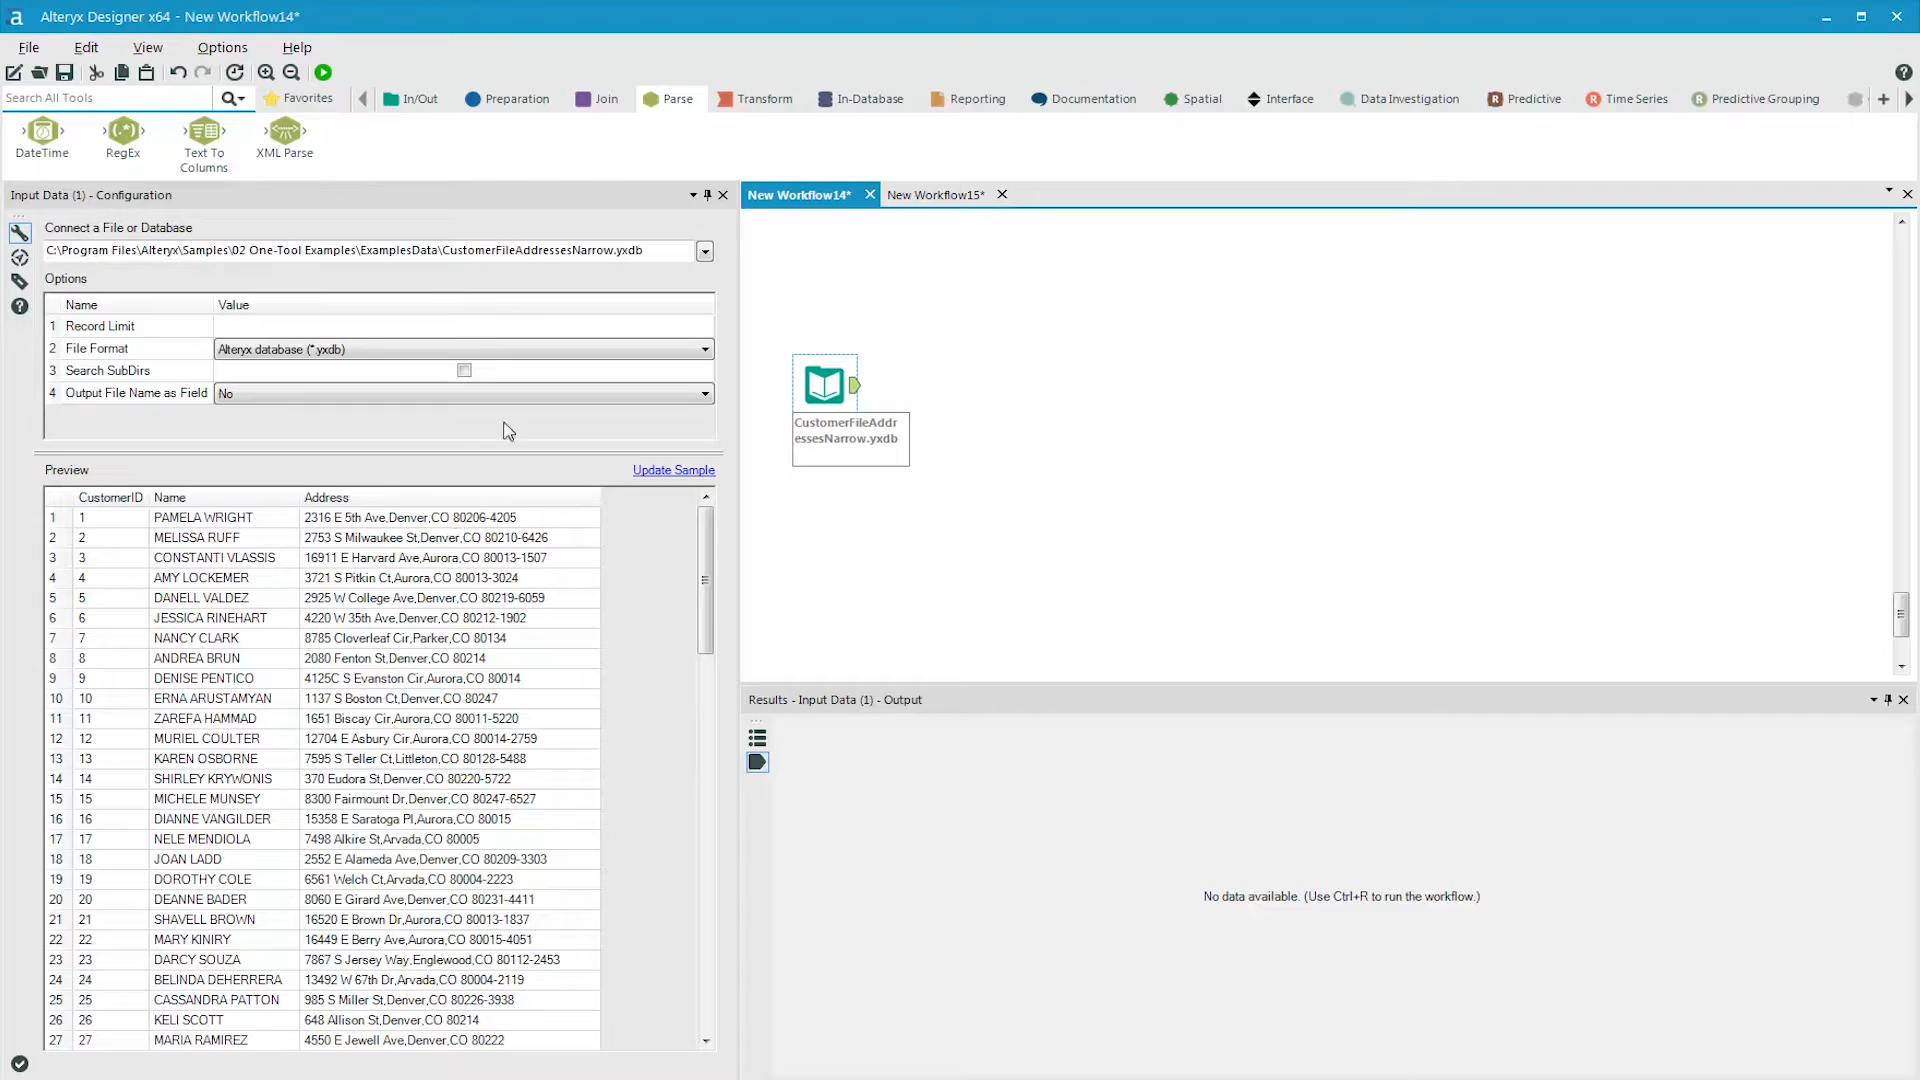 Alteryx Designer x64 - New Workflow14*
File Edit View Options Help
Search All Tools
Favorites
In/Out Preparation Join Parse Transform In-Database Reporting Documentation Spatial Interface Data Investigation Predictive Time Series Predictive Grouping
DateTime RegEx Text To Columns XML Parse
Input Data (1) - Configuration
New Workflow14* New Workflow15*
Connect a File or Database
C:\Program Files\Alteryx\Samples\02 One-Tool Examples\ExamplesData\CustomerFileAddressesNarrow.yxdb
Options
Name Value
1 Record Limit
2 File Format Alteryx database (*.yxdb)
3 Search SubDirs
4 Output File Name as Field No
CustomerFileAddr
essesNarrow.yxdb
Preview Update Sample
CustomerID Name Address
1 1 PAMELA WRIGHT 2316 E 5th Ave,Denver,CO 80206-4205
2 2 MELISSA RUFF 2753 S Milwaukee St,Denver,CO 80210-6426
3 3 CONSTANTI VLASSIS 16911 E Harvard Ave,Aurora,CO 80013-1507
4 4 AMY LOCKEMER 3721 S Pitkin Ct,Aurora,CO 80013-3024
5 5 DANELL VALDEZ 2925 W College Ave,Denver,CO 80219-6059
6 6 JESSICA RINEHART 4220 W 35th Ave,Denver,CO 80212-1902
7 7 NANCY CLARK 8785 Cloverleaf Cir,Parker,CO 80134
8 8 ANDREA BRUN 2080 Fenton St,Denver,CO 80214
9 9 DENISE PENTICO 4125C S Evanston Cir,Aurora,CO 80014
10 10 ERNA ARUSTAMYAN 1137 S Boston Ct,Denver,CO 80247
11 11 ZAREFA HAMMAD 1651 Biscay Cir,Aurora,CO 80011-5220
12 12 MURIEL COULTER 12704 E Asbury Cir,Aurora,CO 80014-2759
13 13 KAREN OSBORNE 7595 S Teller Ct,Littleton,CO 80128-5488
14 14 SHIRLEY KRYWONIS 370 Eudora St,Denver,CO 80220-5722
15 15 MICHELE MUNSEY 8300 Fairmount Dr,Denver,CO 80247-6527
16 16 DIANNE VANGILDER 15358 E Saratoga Pl,Aurora,CO 80015
17 17 NELE MENDIOLA 7498 Alkire St,Arvada,CO 80005
18 18 JOAN LADD 2552 E Alameda Ave,Denver,CO 80209-3303
19 19 DOROTHY COLE 6561 Welch Ct,Arvada,CO 80004-2223
20 20 DEANNE BADER 8060 E Girard Ave,Denver,CO 80231-4411
21 21 SHAVELL BROWN 16520 E Brown Dr,Aurora,CO 80013-1837
22 22 MARY KINIRY 16449 E Berry Ave,Aurora,CO 80015-4051
23 23 DARCY SOUZA 7867 S Jersey Way,Englewood,CO 80112-2453
24 24 BELINDA DEHERRERA 13492 W 67th Dr,Arvada,CO 80004-2119
25 25 CASSANDRA PATTON 985 S Miller St,Denver,CO 80226-3938
26 26 KELI SCOTT 648 Allison St,Denver,CO 80214
27 27 MARIA RAMIREZ 4550 E Jewell Ave,Denver,CO 80222
Results - Input Data (1) - Output
No data available. (Use Ctrl+R to run the workflow.)